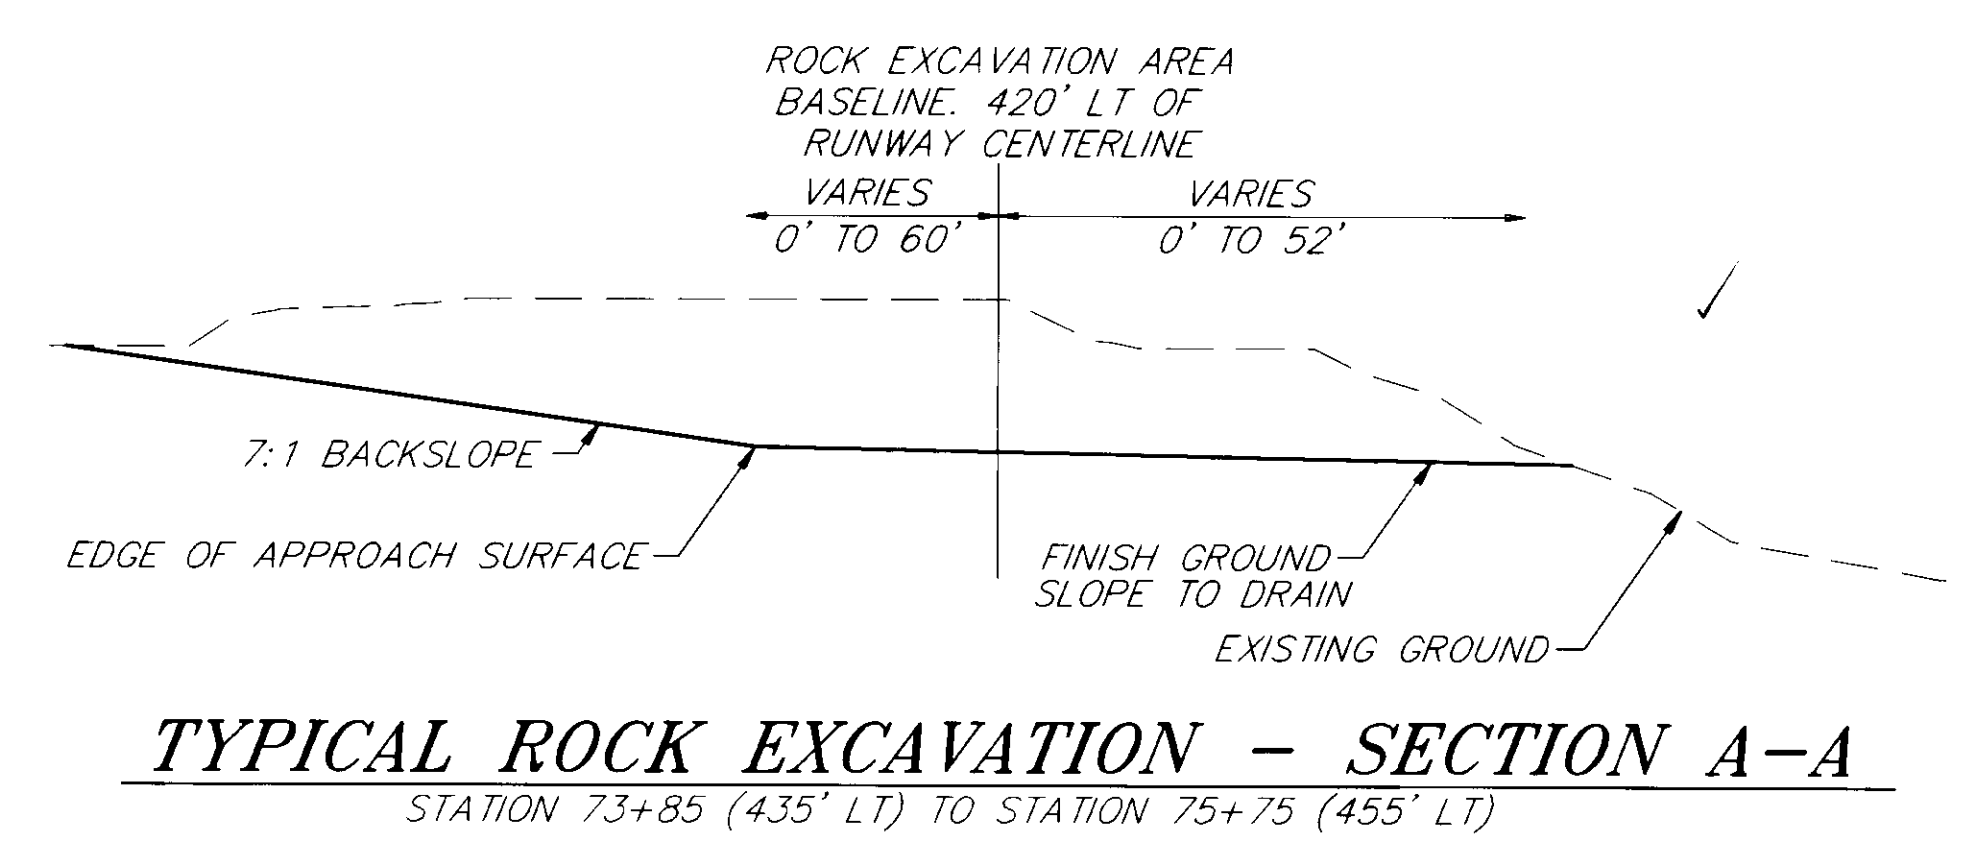 ROCK EXCAVATION AREA
BASELINE. 420' LT OF
RUNWAY CENTERLINE
VARIES
0' TO 60'
VARIES
0' TO 52'
7:1 BACKSLOPE
EDGE OF APPROACH SURFACE
FINISH GROUND
SLOPE TO DRAIN
EXISTING GROUND
TYPICAL ROCK EXCAVATION - SECTION A-A
STATION 73+85 (435' LT) TO STATION 75+75 (455' LT)